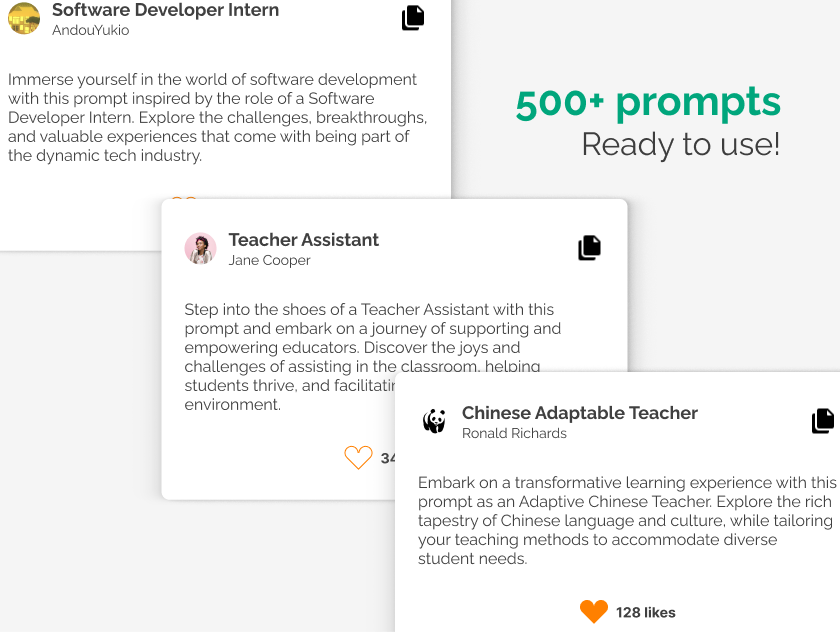 Software Developer Intern
AndouYukio
Immerse yourself in the world of software development
with this prompt inspired by the role of a Software
Developer Intern. Explore the challenges, breakthroughs,
and valuable experiences that come with being part of
the dynamic tech industry.
500+ prompts
Ready to use!
Teacher Assistant
Jane Cooper
Step into the shoes of a Teacher Assistant with this
prompt and embark on a journey of supporting and
empowering educators. Discover the joys and
challenges of assisting in the classroom, helping
students thrive, and
environment.
Chinese Adaptable Teacher
Ronald Richards
Embark on a transformative learning experience with this
prompt as an Adaptive Chinese Teacher. Explore the rich
tapestry of Chinese language and culture, while tailoring
your teaching methods to accommodate diverse
student needs.
128 likes